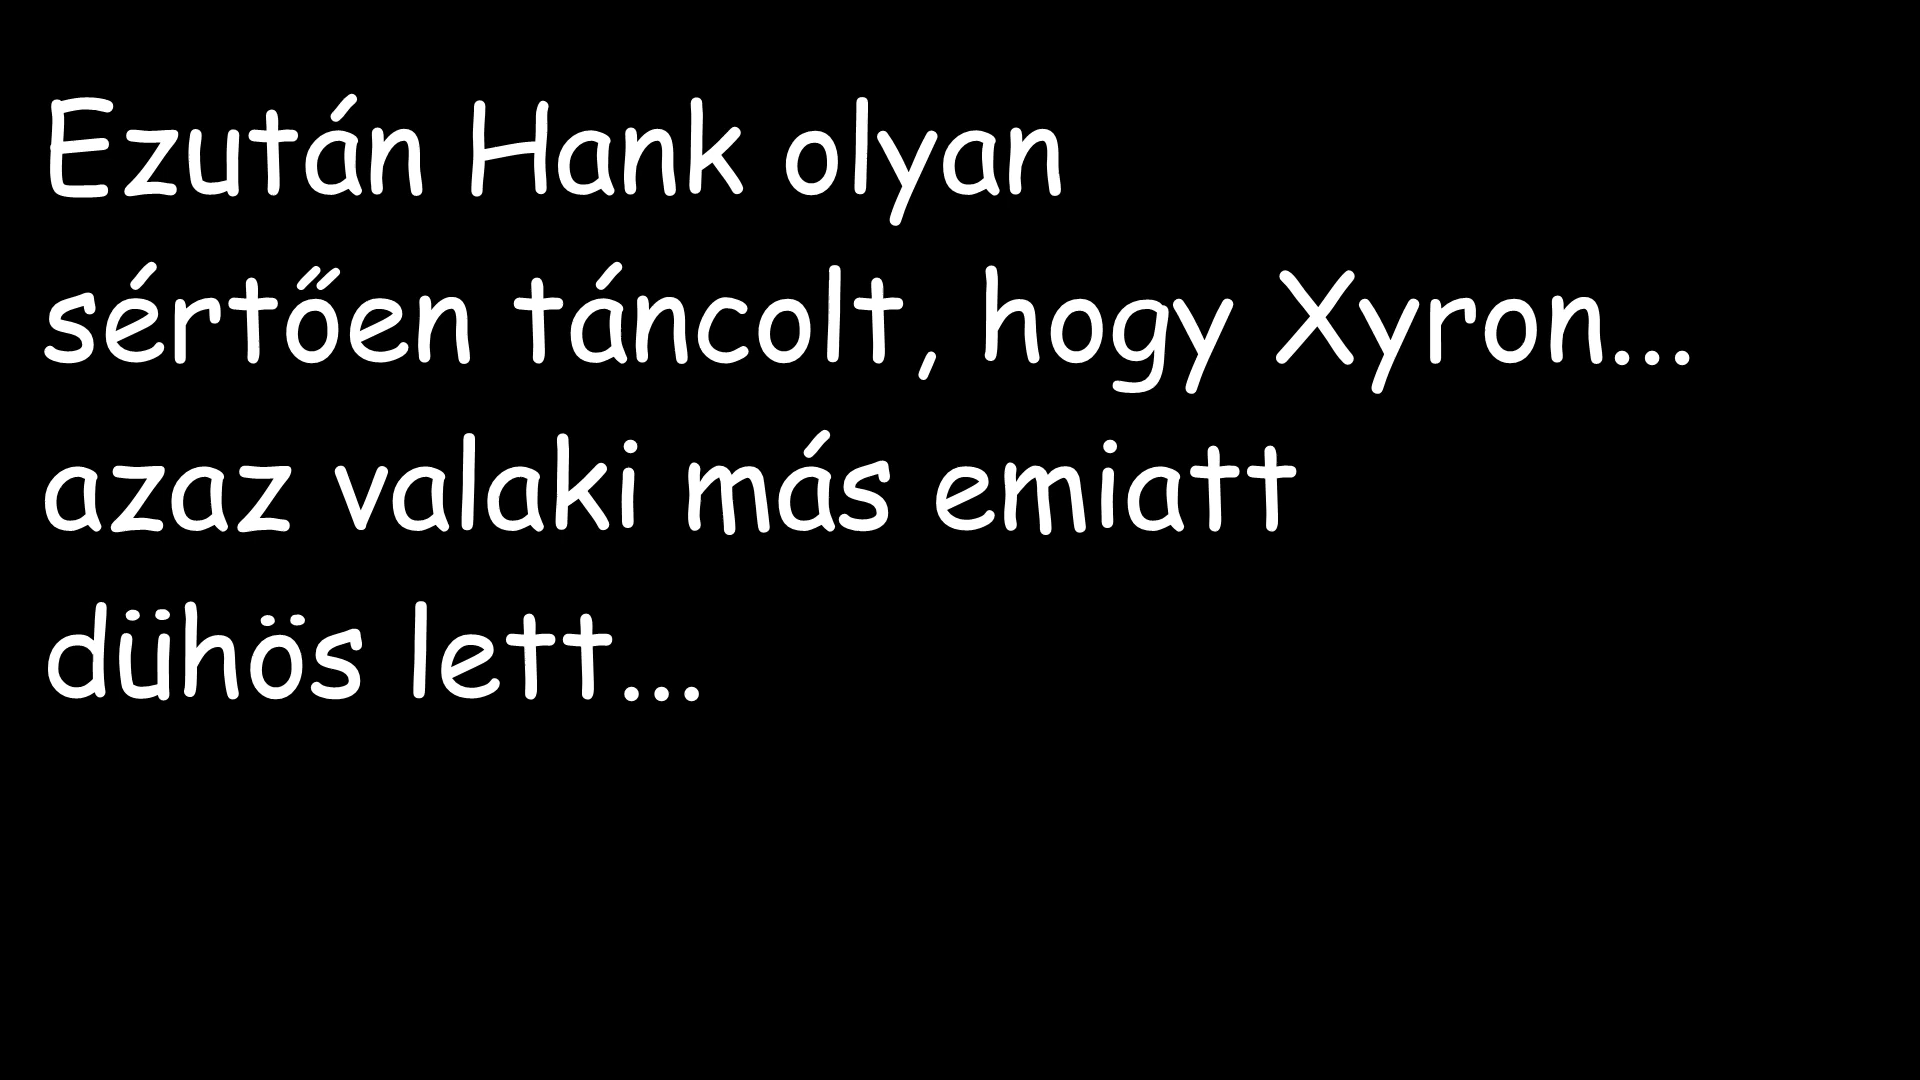 Ezután Hank olyan
sértően táncolt, hogy Xyron...
azaz valaki más emiatt
dühös lett...